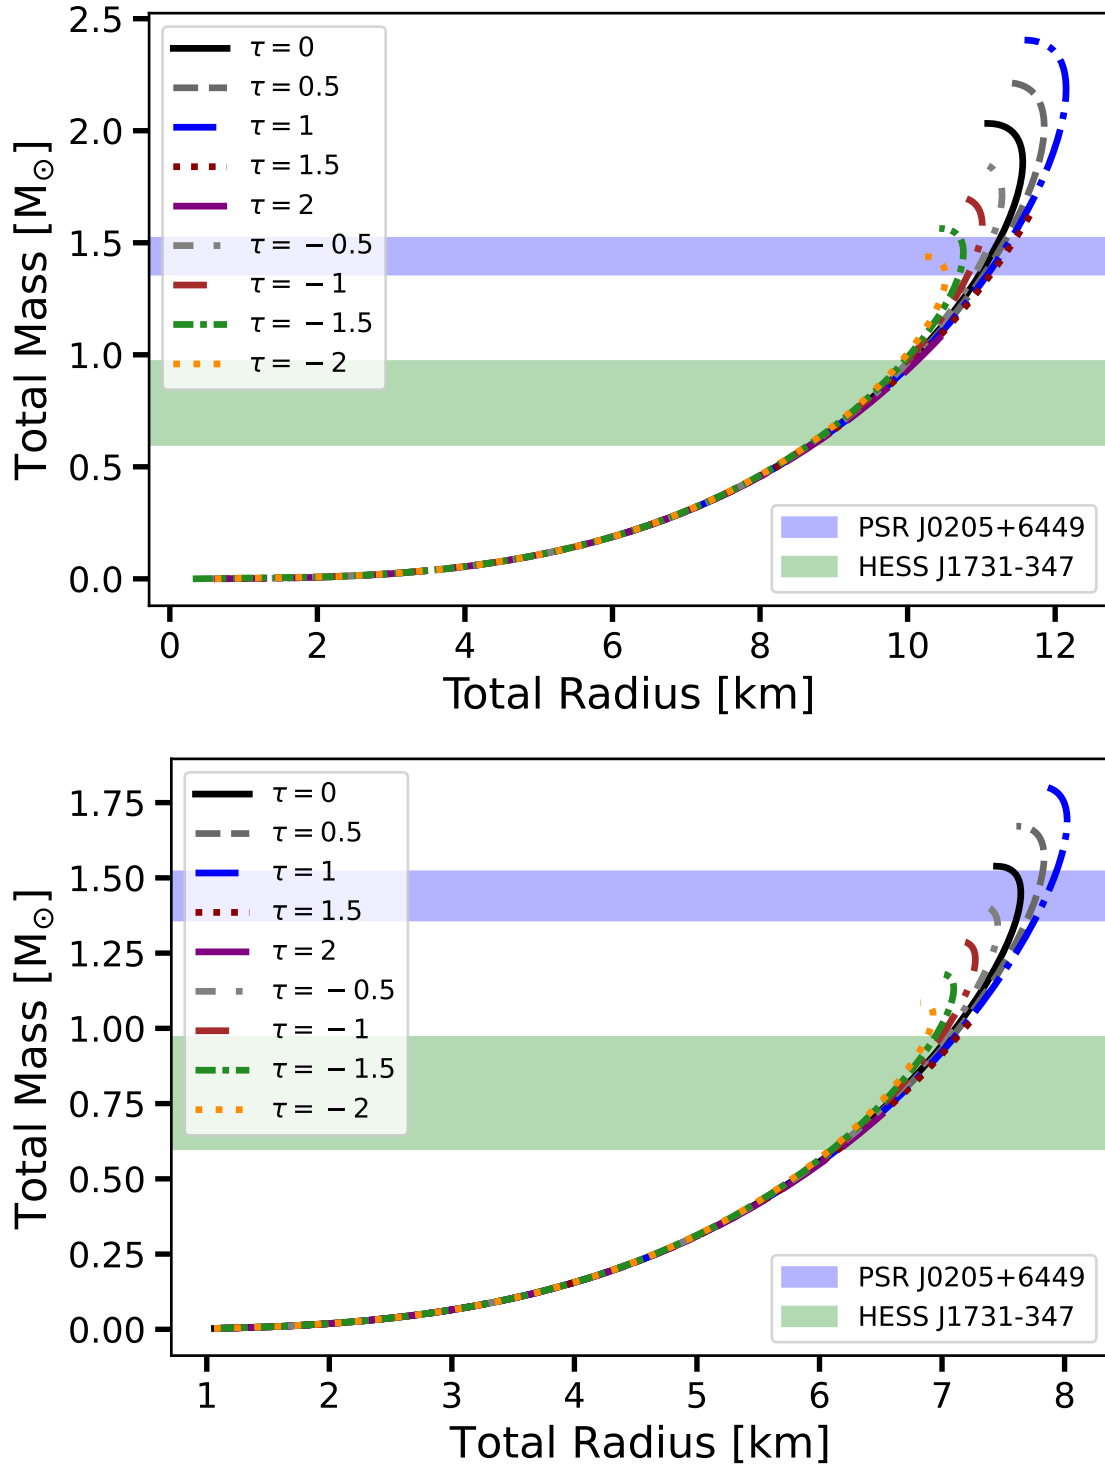 2.5
2.0
1.5
1.0
0.5
0.0
Total Mass [M⊙]
τ = 0
τ = 0.5
τ = 1
τ = 1.5
τ = 2
τ = −0.5
τ = −1
τ = −1.5
τ = −2
PSR J0205+6449
HESS J1731-347
0 2 4 6 8 10 12
Total Radius [km]
1.75
1.50
1.25
1.00
0.75
0.50
0.25
0.00
Total Mass [M⊙]
τ = 0
τ = 0.5
τ = 1
τ = 1.5
τ = 2
τ = −0.5
τ = −1
τ = −1.5
τ = −2
PSR J0205+6449
HESS J1731-347
1 2 3 4 5 6 7 8
Total Radius [km]